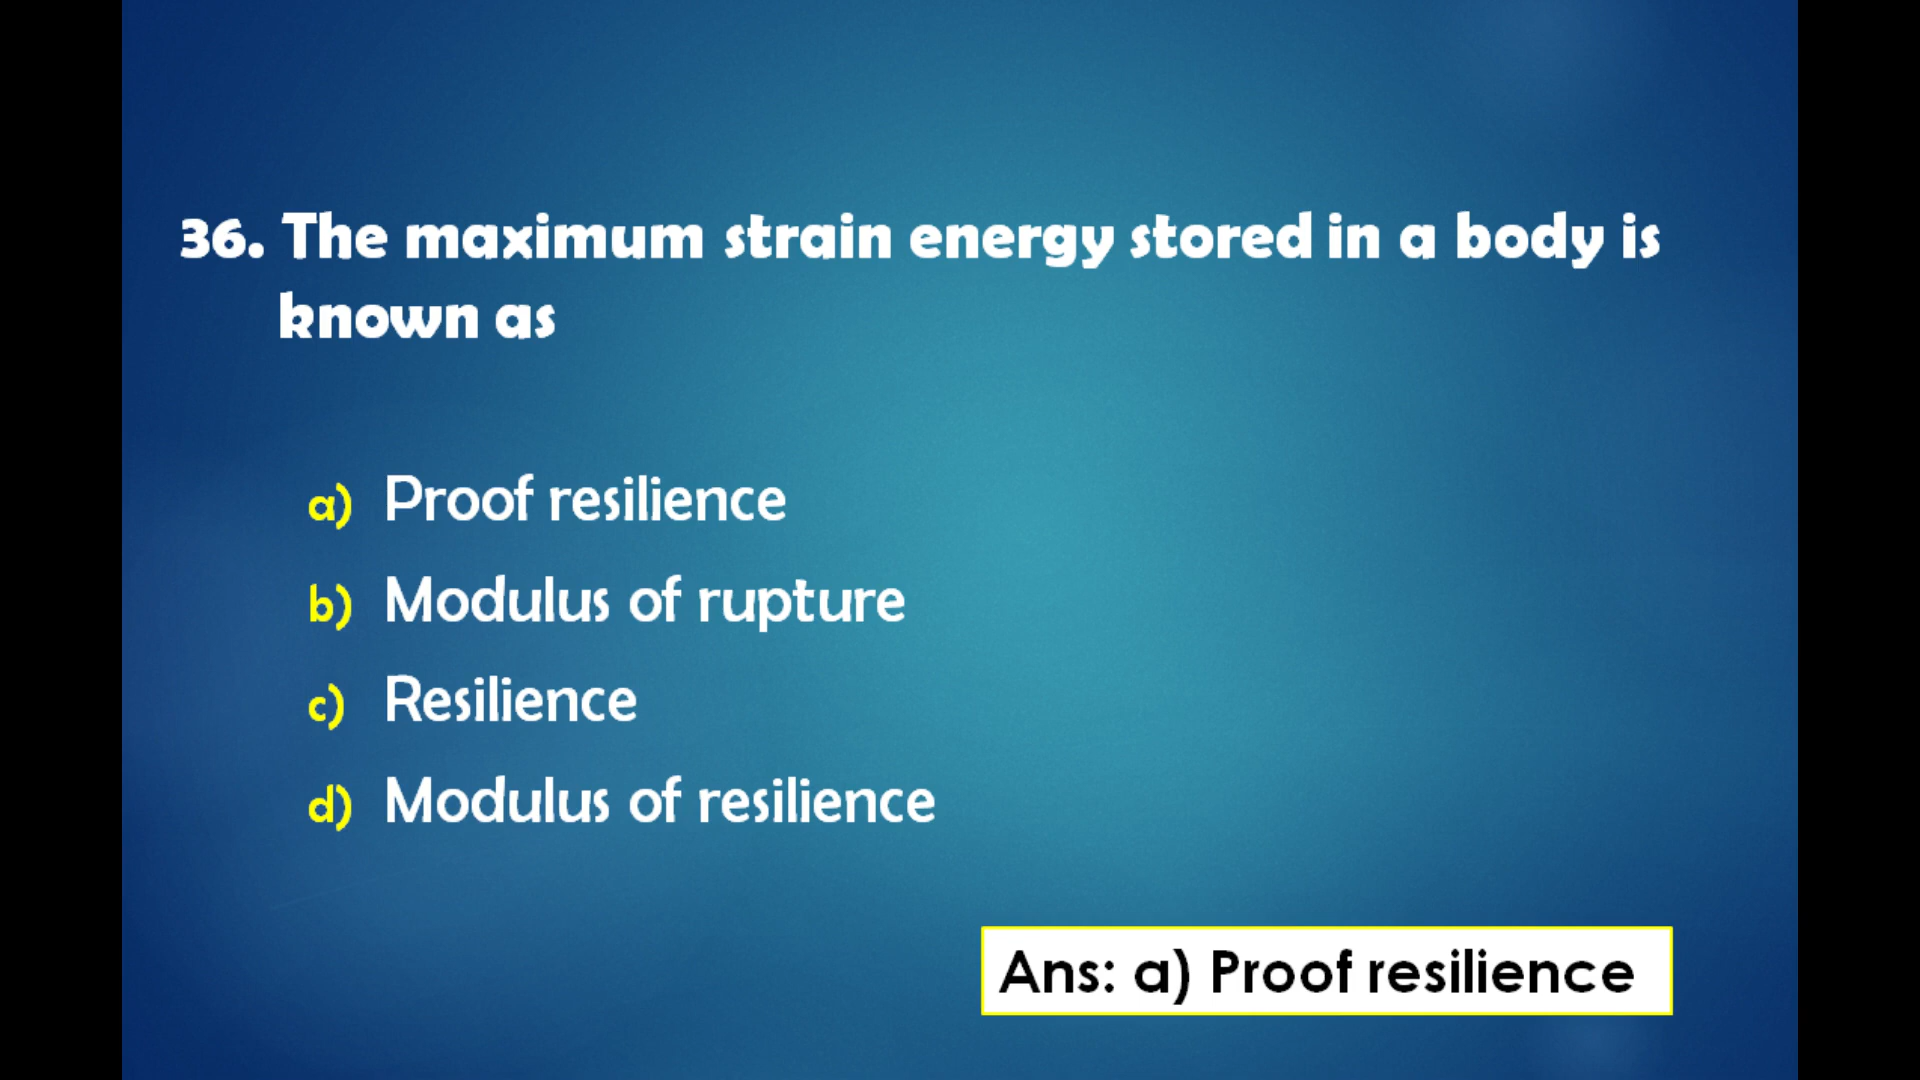 36. The maximum strain energy stored in a body is
known as
a) Proof resilience
b) Modulus of rupture
c) Resilience
d) Modulus of resilience
Ans: a) Proof resilience